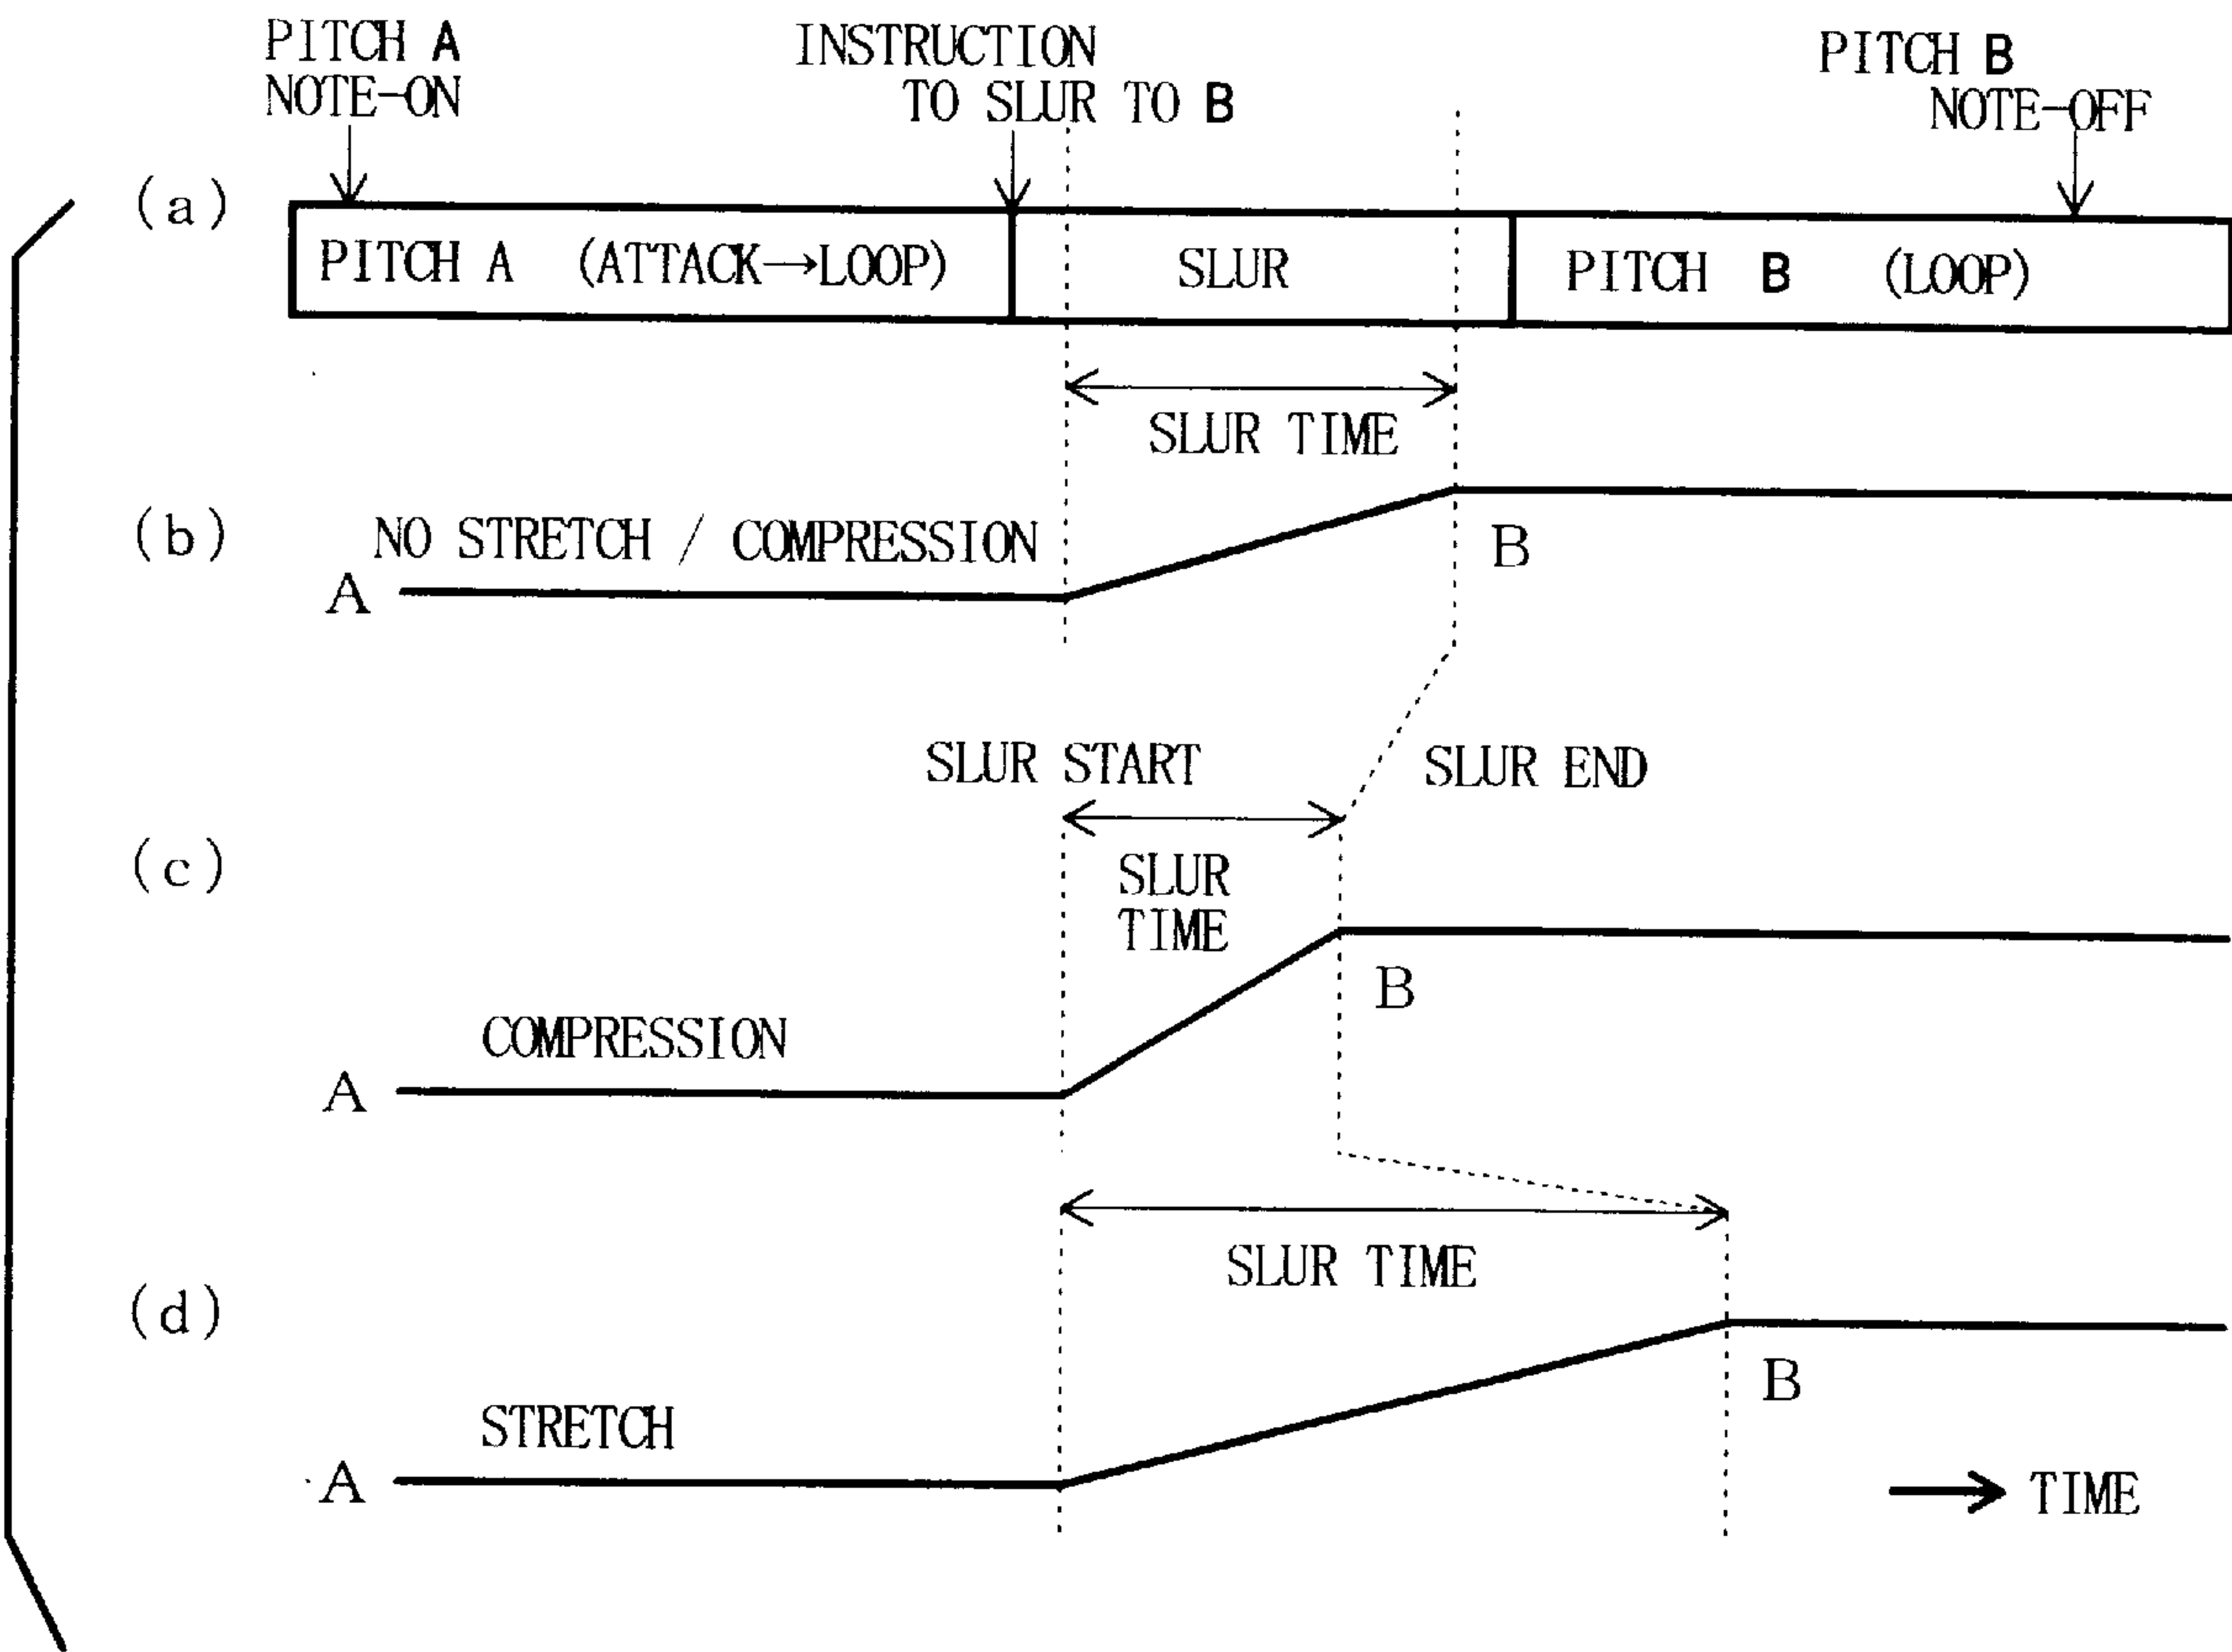 PITCH A
NOTE-ON
INSTRUCTION
TO SLUR TO B
PITCH B
NOTE-OFF
(a)
PITCH A (ATTACK→LOOP)
SLUR
PITCH B (LOOP)
SLUR TIME
(b)
NO STRETCH / COMPRESSION
A
B
SLUR START
SLUR END
(c)
SLUR
TIME
COMPRESSION
A
B
SLUR TIME
(d)
STRETCH
A
B
→ TIME